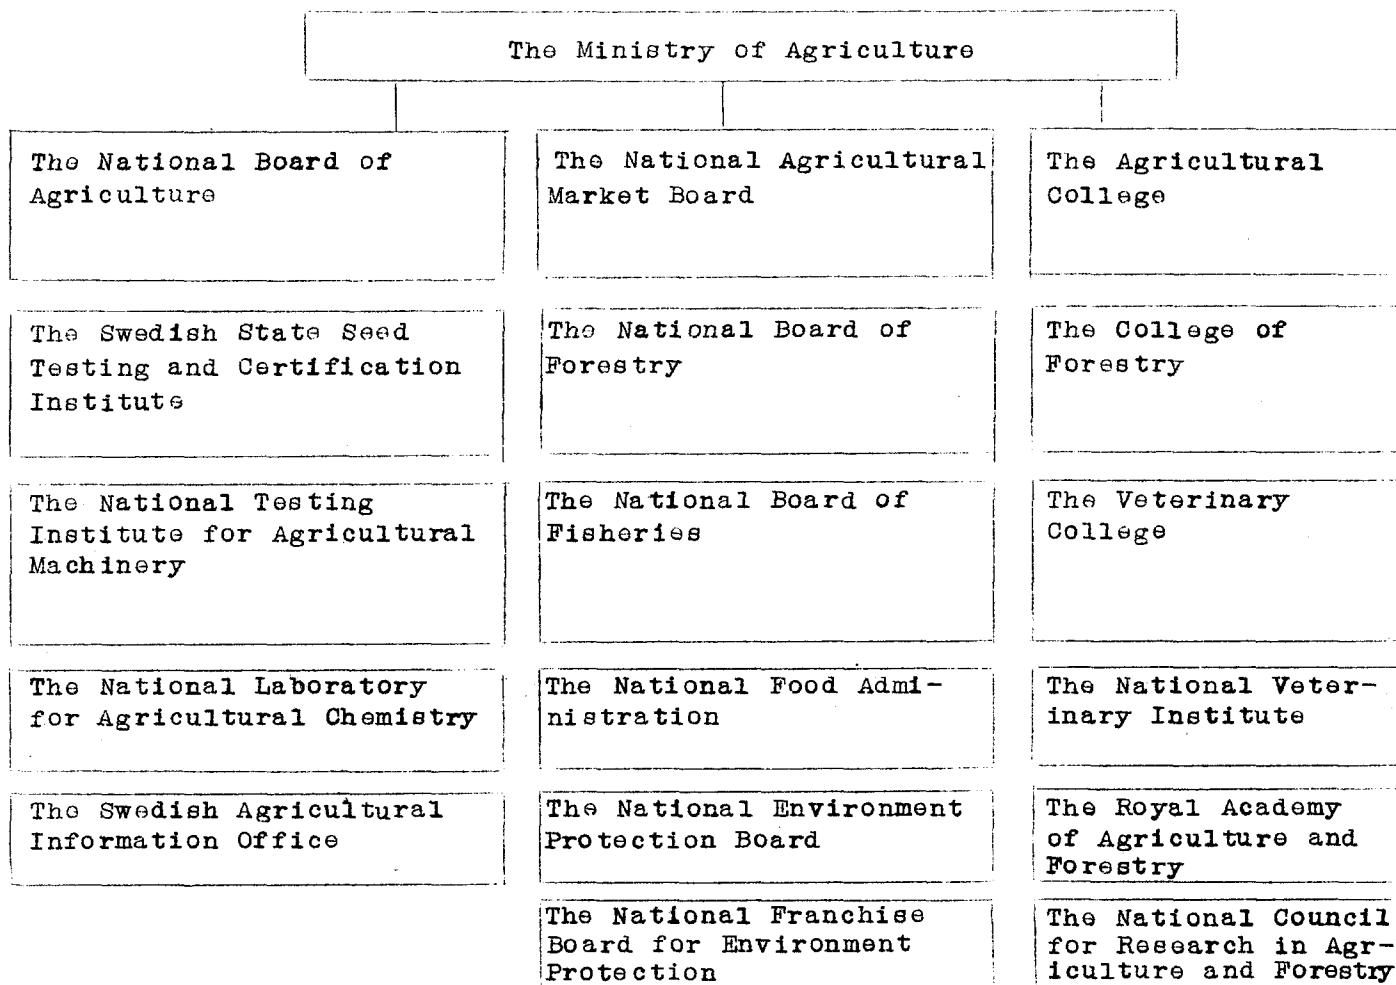 The Ministry of Agriculture
The National Board of
Agriculture
The National Agricultural
Market Board
The Agricultural
College
The Swedish State Seed
Testing and Certification
Institute
The National Board of
Forestry
The College of
Forestry
The National Testing
Institute for Agricultural
Machinery
The National Board of
Fisheries
The Veterinary
College
The National Laboratory
for Agricultural Chemistry
The National Food Admi-
nistration
The National Veter-
inary Institute
The Swedish Agricultural
Information Office
The National Environment
Protection Board
The Royal Academy
of Agriculture and
Forestry
The National Franchise
Board for Environment
Protection
The National Council
for Research in Agr-
iculture and Forestry